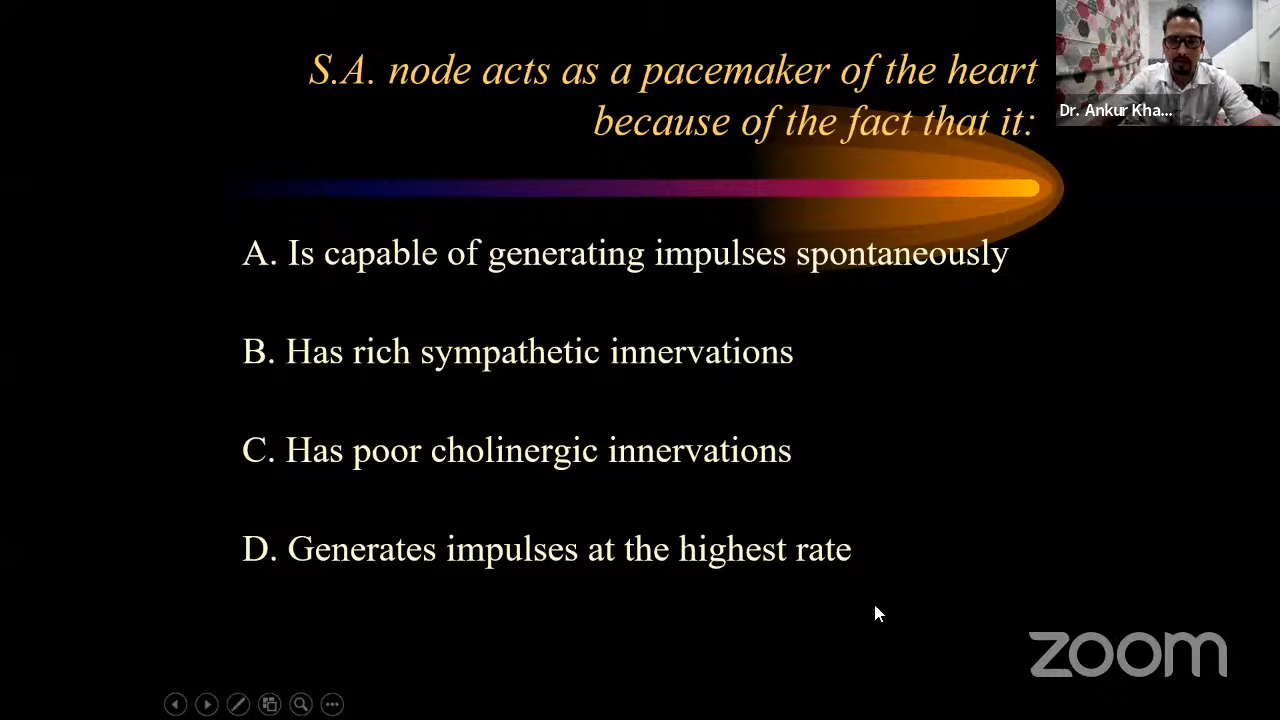 S.A. node acts as a pacemaker of the heart
because of the fact that it:
Dr. Ankur Kha...
A. Is capable of generating impulses spontaneously
B. Has rich sympathetic innervations
C. Has poor cholinergic innervations
D. Generates impulses at the highest rate
zoom